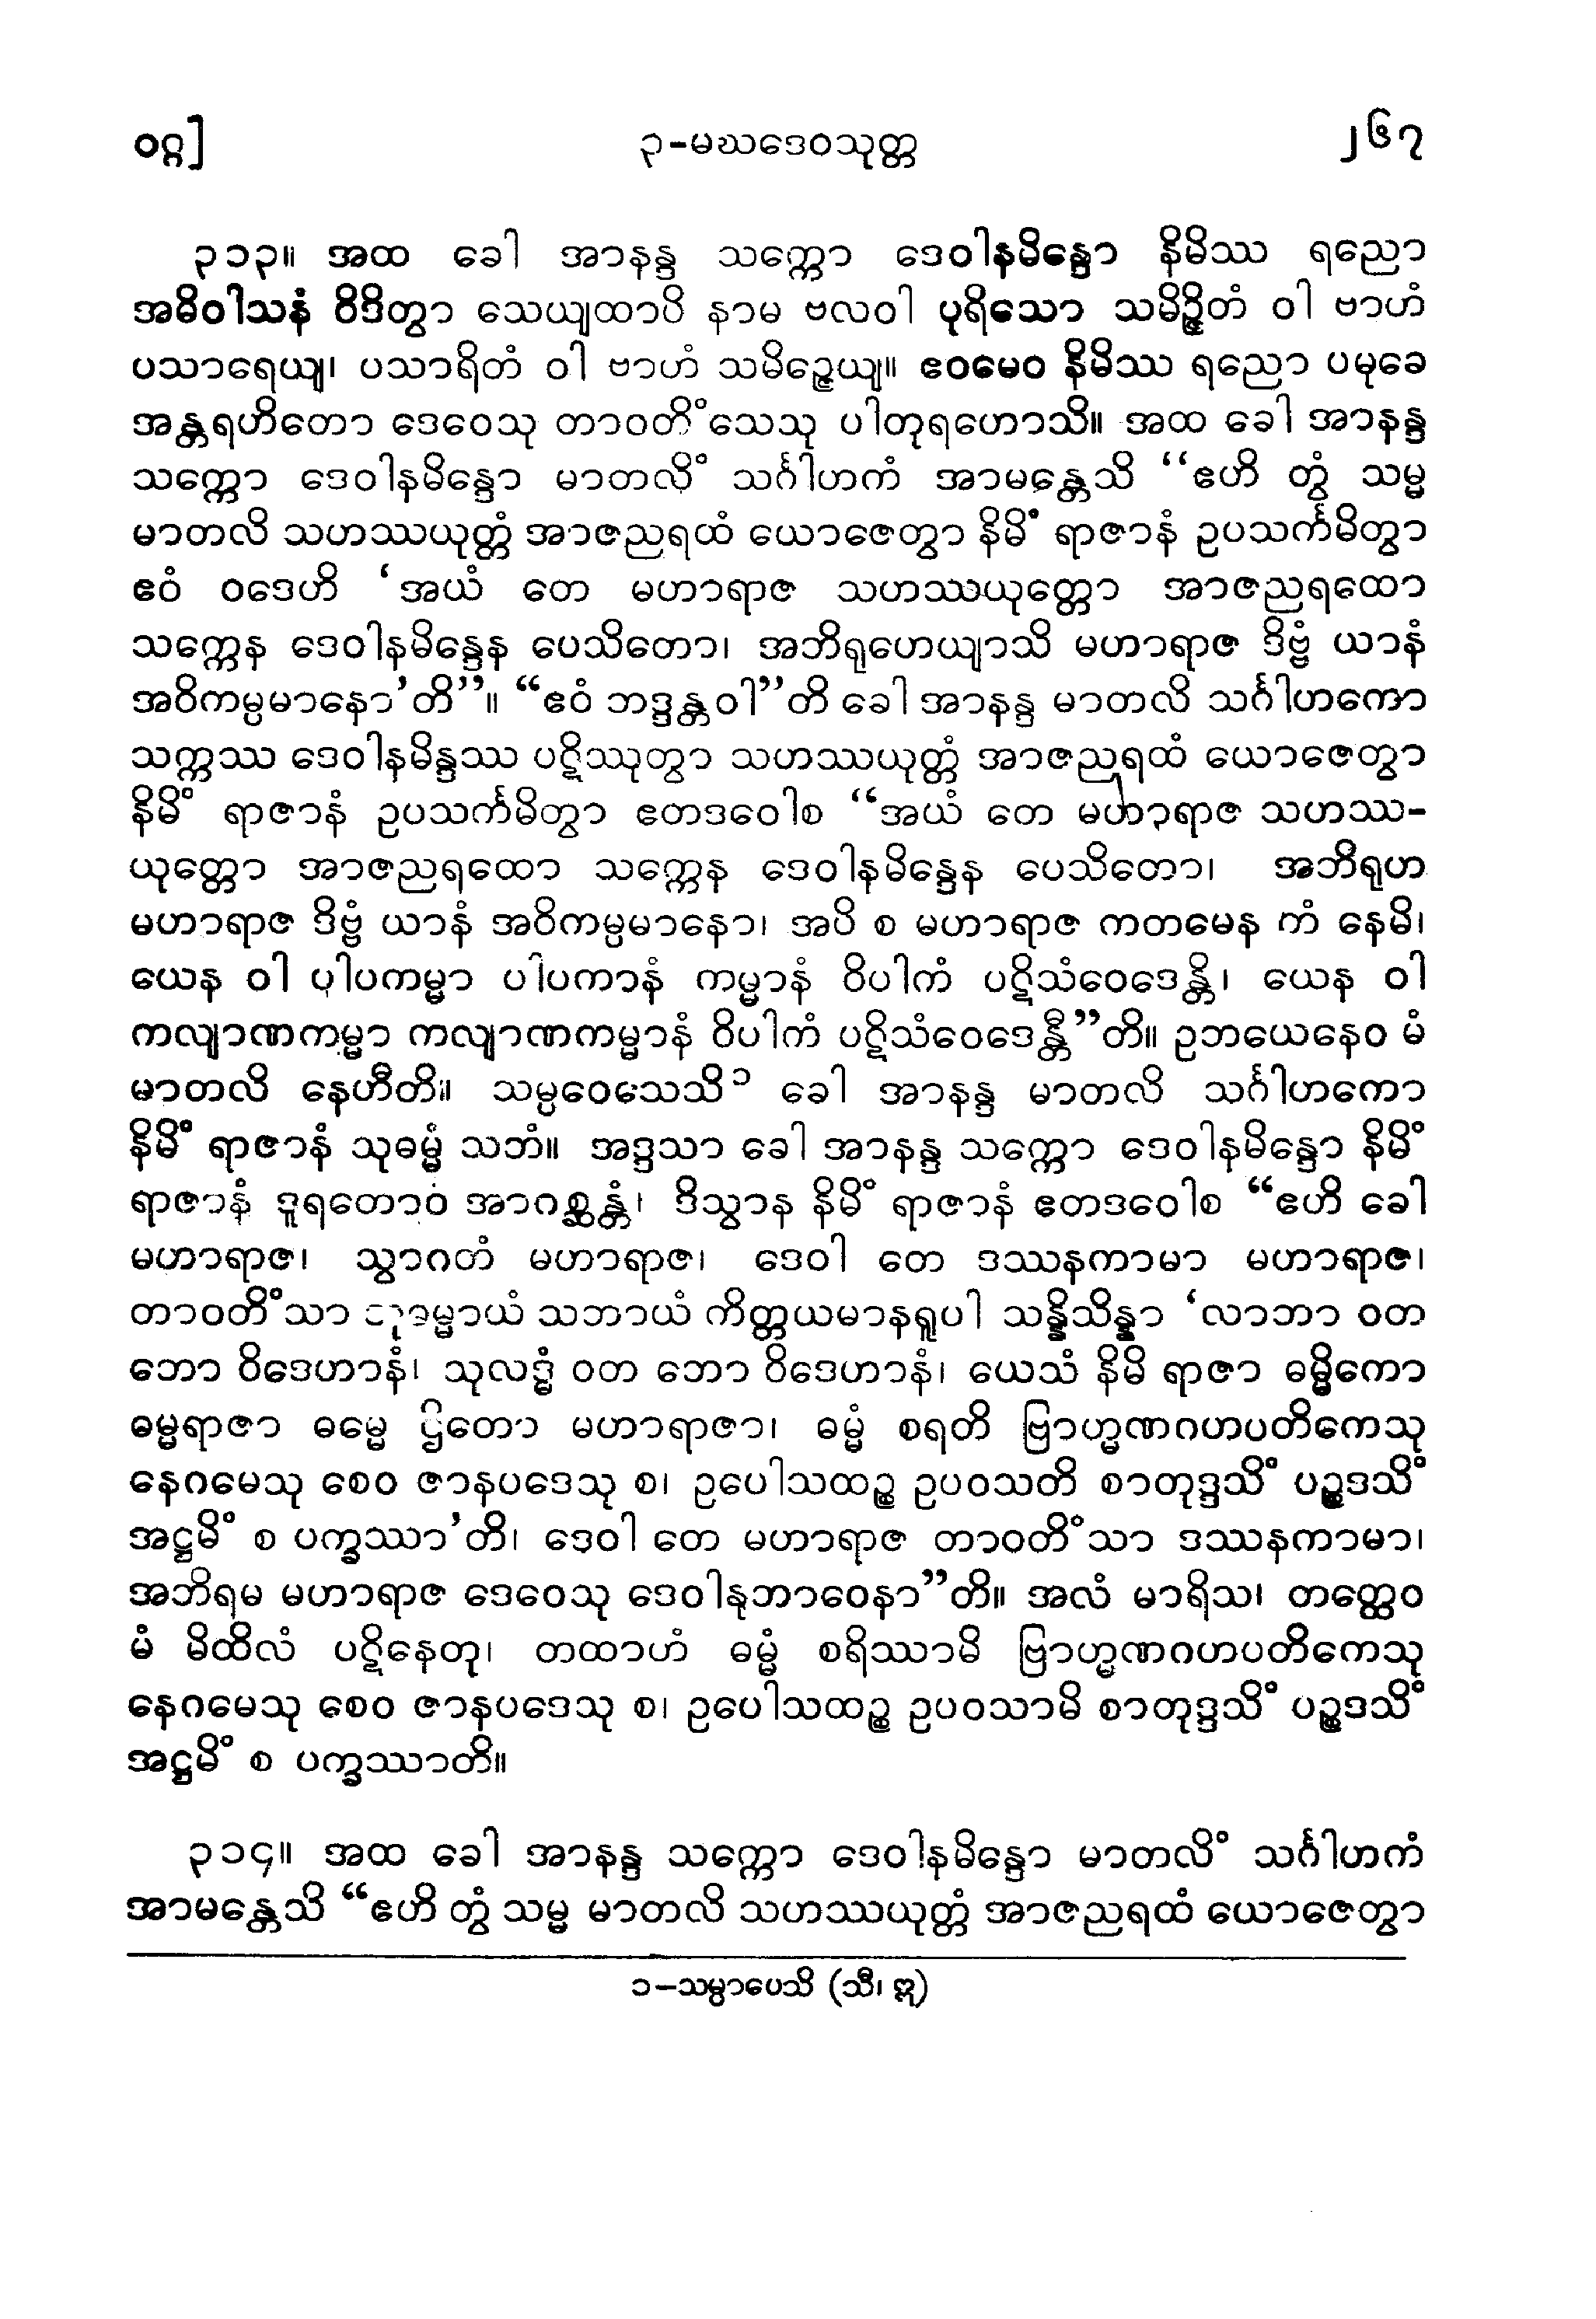 ၀ဂ္ဂ] ၃-မဃဒေဝသုတ္တ ၂၆၇
၃၁၃။ အထ ခေါ အာနန္ဒ သက္ကော ဒေဝါနမိန္ဒော နိမိဿ ရညော
အဓိဝါသနံ ဝိဒိတွာ သေယျထာပိ နာမ ဗလဝါ ပုရိသော သမိဉ္ဇိတံ ဝါ ဗာဟံ
ပသာရေယျ၊ ပသာရိတံ ဝါ ဗာဟံ သမိဉ္ဇေယျ။ ဧဝမေဝ နိမိဿ ရညော ပမုခေ
အန္တရဟိတော ဒေဝေသု တာဝတိံသေသု ပါတုရဟောသိ။ အထ ခေါ အာနန္ဒ
သက္ကော ဒေဝါနမိန္ဒော မာတလိံ သင်္ဂါဟကံ အာမန္တေသိ “ဧဟိ တွံ သမ္မ
မာတလိ သဟဿယုတ္တံ အာဇညရထံ ယောဇေတွာ နိမိံ ရာဇာနံ ဥပသင်္ကမိတွာ
ဧဝံ ဝဒေဟိ ‘အယံ တေ မဟာရာဇ သဟဿယုတ္တော အာဇညရထော
သက္ကေန ဒေဝါနမိန္ဒေန ပေသိတော၊ အဘိရုဟေယျာသိ မဟာရာဇ ဒိဗ္ဗံ ယာနံ
အဝိကမ္ပမာနော’တိ”။ “ဧဝံ ဘဒ္ဒန္တဝါ”တိ ခေါ အာနန္ဒ မာတလိ သင်္ဂါဟကော
သက္ကဿ ဒေဝါနမိန္ဒဿ ပဋိဿုတွာ သဟဿယုတ္တံ အာဇညရထံ ယောဇေတွာ
နိမိံ ရာဇာနံ ဥပသင်္ကမိတွာ ဧတဒဝေါစ “အယံ တေ မဟာရာဇ သဟဿ-
ယုတ္တော အာဇညရထော သက္ကေန ဒေဝါနမိန္ဒေန ပေသိတော၊ အဘိရုဟ
မဟာရာဇ ဒိဗ္ဗံ ယာနံ အဝိကမ္ပမာနော၊ အပိ စ မဟာရာဇ ကတမေန ကံ နေမိ၊
ယေန ဝါ ပါပကမ္မာ ပါပကာနံ ကမ္မာနံ ဝိပါကံ ပဋိသံဝေဒေန္တိ၊ ယေန ဝါ
ကလျာဏကမ္မာ ကလျာဏကမ္မာနံ ဝိပါကံ ပဋိသံဝေဒေန္တီ”တိ။ ဥဘယေနေဝ မံ
မာတလိ နေဟီတိ။ သမ္ပဝေသေသိ၁ ခေါ အာနန္ဒ မာတလိ သင်္ဂါဟကော
နိမိံ ရာဇာနံ သုဓမ္မံ သဘံ။ အဒ္ဒသာ ခေါ အာနန္ဒ သက္ကော ဒေဝါနမိန္ဒော နိမိံ
ရာဇာနံ ဒူရတောဝ အာဂစ္ဆန္တံ၊ ဒိသွာန နိမိံ ရာဇာနံ ဧတဒဝေါစ “ဧဟိ ခေါ
မဟာရာဇ၊ သွာဂတံ မဟာရာဇ၊ ဒေဝါ တေ ဒဿနကာမာ မဟာရာဇ၊
တာဝတိံသာ သုဓမ္မာယံ သဘာယံ ကိတ္တယမာနရူပါ သန္နိသိန္နာ ‘လာဘာ ဝတ
ဘော ဝိဒေဟာနံ၊ သုလဒ္ဓံ ဝတ ဘော ဝိဒေဟာနံ၊ ယေသံ နိမိ ရာဇာ ဓမ္မိကော
ဓမ္မရာဇာ ဓမ္မေ ဌိတော မဟာရာဇာ၊ ဓမ္မံ စရတိ ဗြာဟ္မဏဂဟပတိကေသု
နေဂမေသု စေဝ ဇာနပဒေသု စ၊ ဥပေါသထဉ္စ ဥပဝသတိ စာတုဒ္ဒသိံ ပဉ္စဒသိံ
အဋ္ဌမိံ စ ပက္ခဿာ’တိ၊ ဒေဝါ တေ မဟာရာဇ တာဝတိံသာ ဒဿနကာမာ၊
အဘိရမ မဟာရာဇ ဒေဝေသု ဒေဝါနုဘာဝေနာ”တိ။ အလံ မာရိသ၊ တတ္ထေဝ
မံ မိထိလံ ပဋိနေတု၊ တထာဟံ ဓမ္မံ စရိဿာမိ ဗြာဟ္မဏဂဟပတိကေသု
နေဂမေသု စေဝ ဇာနပဒေသု စ၊ ဥပေါသထဉ္စ ဥပဝသာမိ စာတုဒ္ဒသိံ ပဉ္စဒသိံ
အဋ္ဌမိံ စ ပက္ခဿာတိ။
၃၁၄။ အထ ခေါ အာနန္ဒ သက္ကော ဒေဝါနမိန္ဒော မာတလိံ သင်္ဂါဟကံ
အာမန္တေသိ “ဧဟိ တွံ သမ္မ မာတလိ သဟဿယုတ္တံ အာဇညရထံ ယောဇေတွာ
၁–သမ္ပာပေသိ (သီ၊ ဣ)